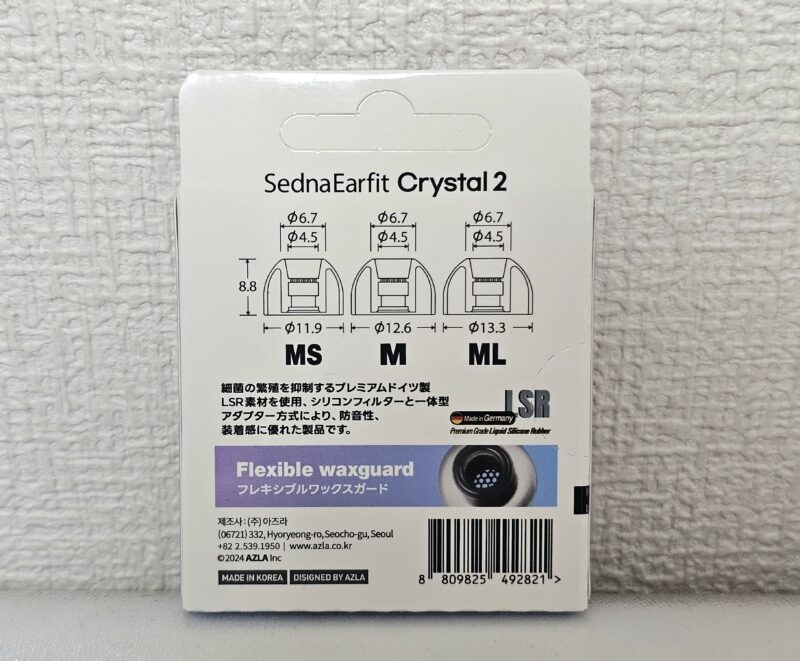 SednaEarfit Crystal 2
Φ6.7 Φ6.7 Φ6.7
Φ4.5 Φ4.5 Φ4.5
8.8
Φ11.9 Φ12.6 Φ13.3
MS M ML
細菌の繁殖を抑制するプレミアムドイツ製
LSR素材を使用、シリコンフィルターと一体型
アダプター方式により、防音性、
装着感に優れた製品です。
LSR
Made in Germany
Premium Grade Liquid Silicone Rubber
Flexible waxguard
フレキシブルワックスガード
제조사 : (주) 아즈라
(06721) 332, Hyoryeong-ro, Seocho-gu, Seoul
+82 2.539.1950 | www.azla.co.kr
©2024 AZLA Inc
MADE IN KOREA DISIGNED BY AZLA
8 809825 492821 >